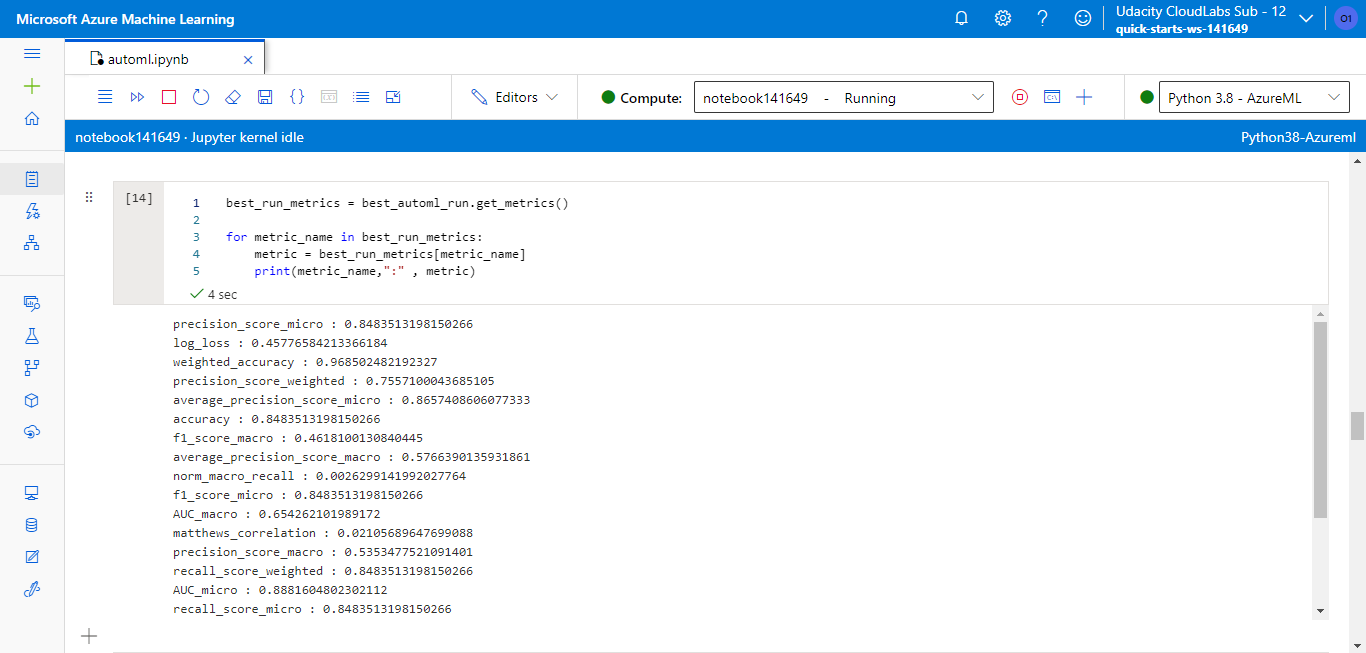 Microsoft Azure Machine Learning
Udacity CloudLabs Sub - 12
quick-starts-ws-141649
O1
automl.ipynb
Editors
Compute:
notebook141649 - Running
Python 3.8 - AzureML
notebook141649 · Jupyter kernel idle
Python38-Azureml
[14]
1 best_run_metrics = best_automl_run.get_metrics()
2
3 for metric_name in best_run_metrics:
4 metric = best_run_metrics[metric_name]
5 print(metric_name,":" , metric)
4 sec
precision_score_micro : 0.8483513198150266
log_loss : 0.45776584213366184
weighted_accuracy : 0.968502482192327
precision_score_weighted : 0.7557100043685105
average_precision_score_micro : 0.8657408606077333
accuracy : 0.8483513198150266
f1_score_macro : 0.4618100130840445
average_precision_score_macro : 0.5766390135931861
norm_macro_recall : 0.0026299141992027764
f1_score_micro : 0.8483513198150266
AUC_macro : 0.654262101989172
matthews_correlation : 0.02105689647699088
precision_score_macro : 0.5353477521091401
recall_score_weighted : 0.8483513198150266
AUC_micro : 0.8881604802302112
recall_score_micro : 0.8483513198150266